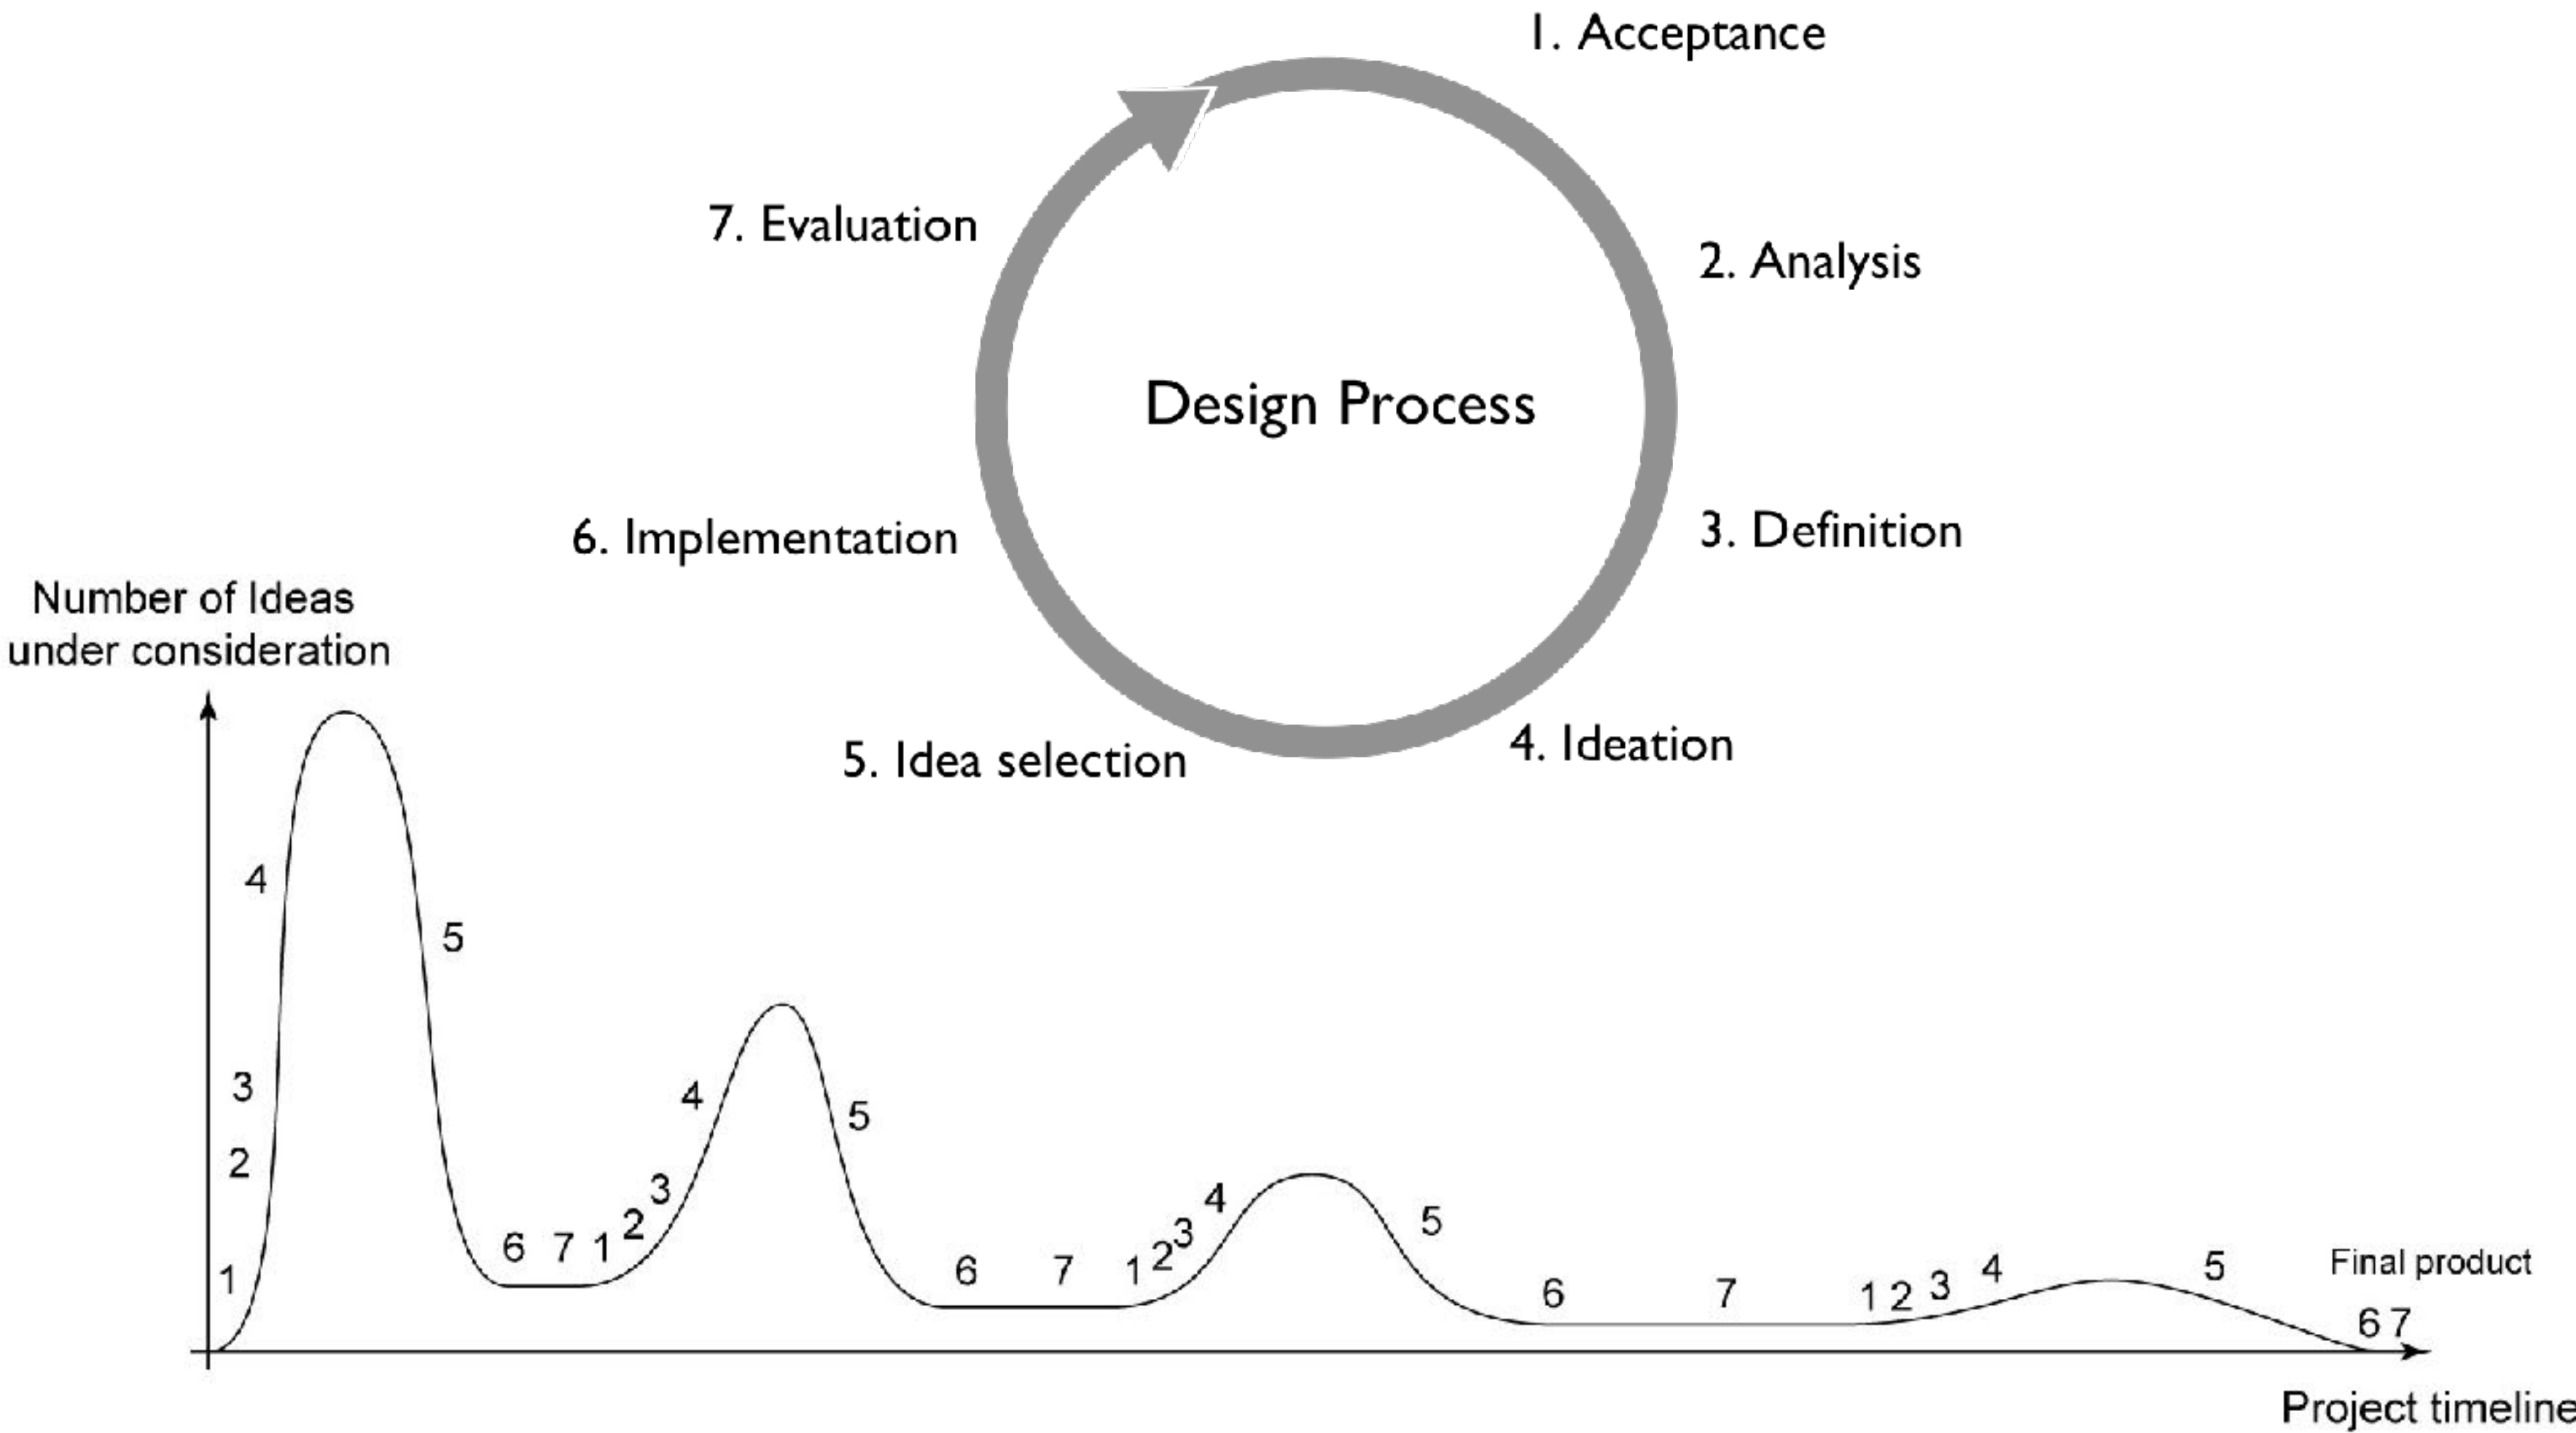 1. Acceptance
2. Analysis
3. Definition
4. Ideation
5. Idea selection
6. Implementation
7. Evaluation
Design Process
Number of Ideas
under consideration
1
2
3
4
5
6 7 1 2 3
4
5
6 7 1 2 3 4
5
6 7 1 2 3 4
5
Final product
6 7
Project timeline